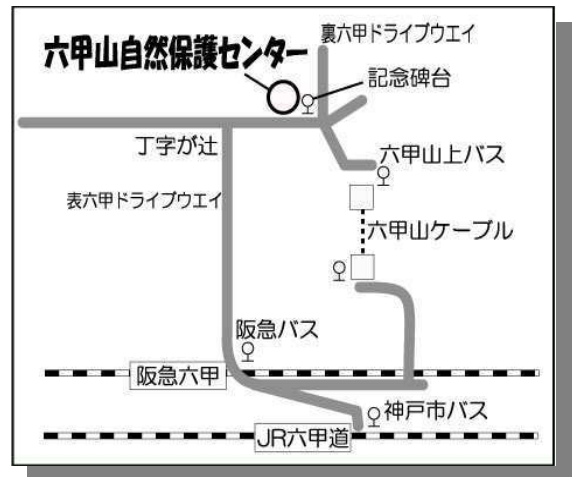 裏六甲ドライブウエイ
六甲山自然保護センター
記念碑台
丁字が辻
六甲山上バス
表六甲ドライブウエイ
六甲山ケーブル
阪急バス
阪急六甲
神戸市バス
JR六甲道